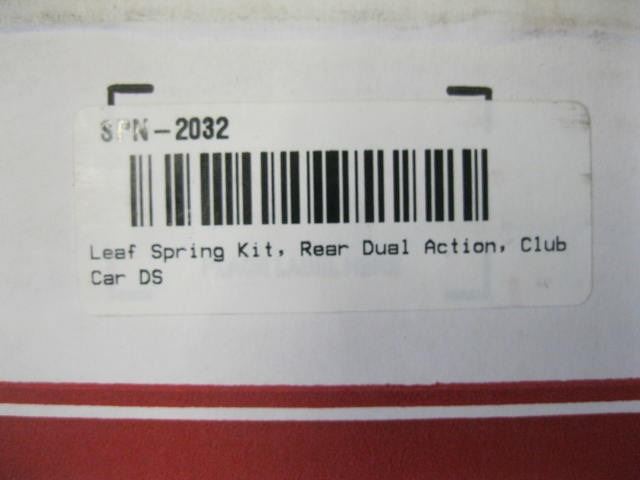 SPN-2032
Leaf Spring Kit, Rear Dual Action, Club
Car DS